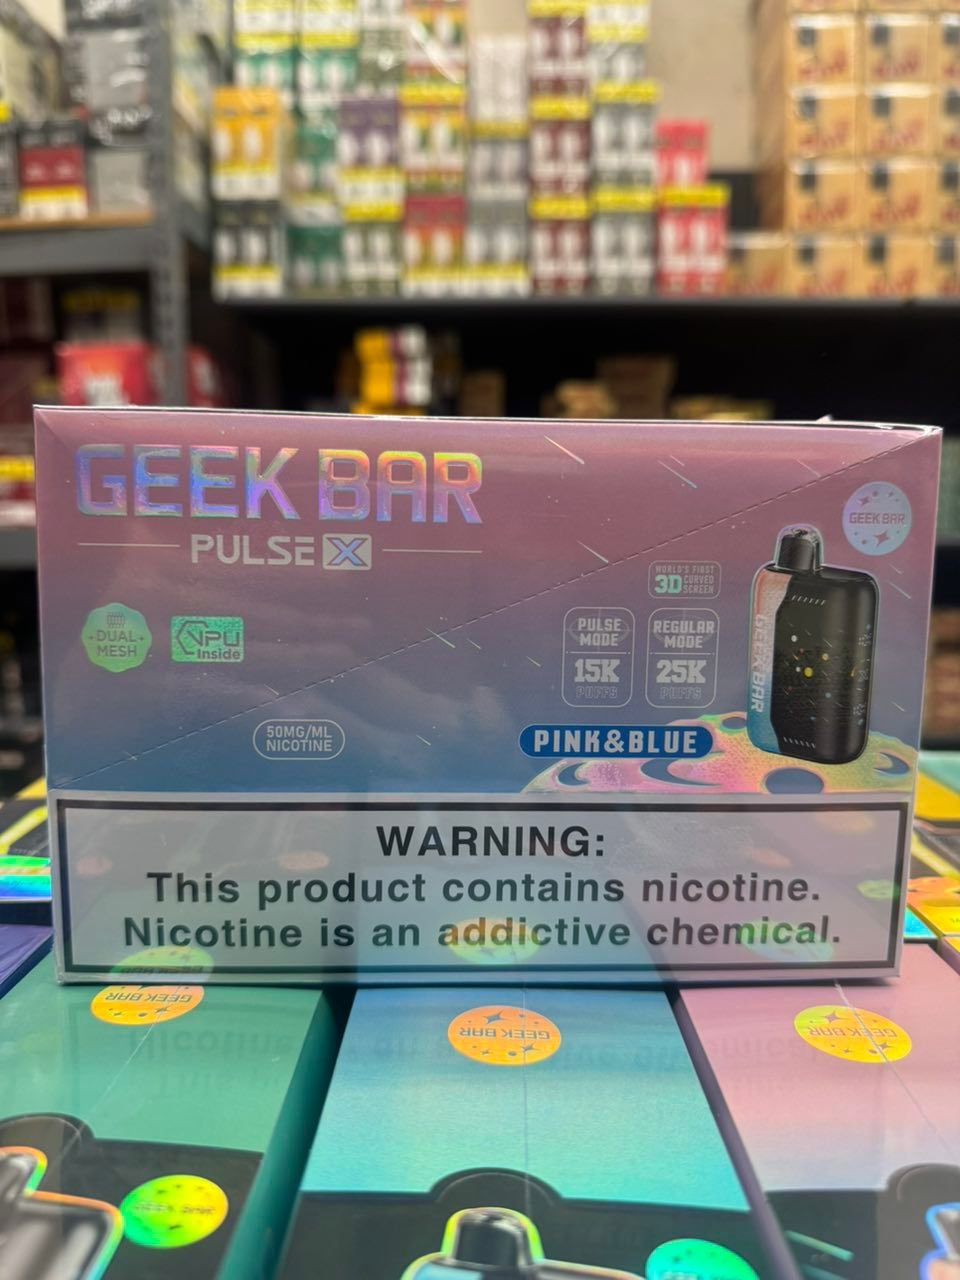 GEEK BAR
PULSE X
DUAL
MESH
VPU
Inside
50MG/ML
NICOTINE
GEEK BAR
WORLD'S FIRST
3D CURVED
SCREEN
PULSE
MODE
15K
PUFFS
REGULAR
MODE
25K
PUFFS
GEEK BAR
PINK&BLUE
WARNING:
This product contains nicotine.
Nicotine is an addictive chemical.
GEEK BAR
GEEK BAR
GEEK BAR